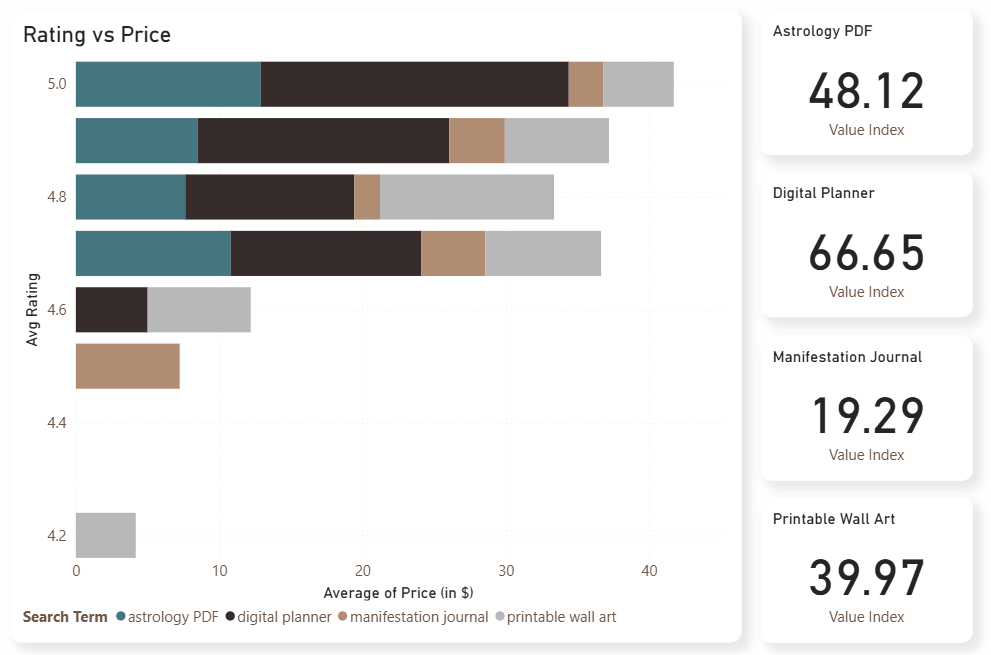 Rating vs Price
5.0
4.8
4.6
4.4
4.2
Avg Rating
0 10 20 30 40
Average of Price (in $)
Search Term astrology PDF digital planner manifestation journal printable wall art
Astrology PDF
48.12
Value Index
Digital Planner
66.65
Value Index
Manifestation Journal
19.29
Value Index
Printable Wall Art
39.97
Value Index